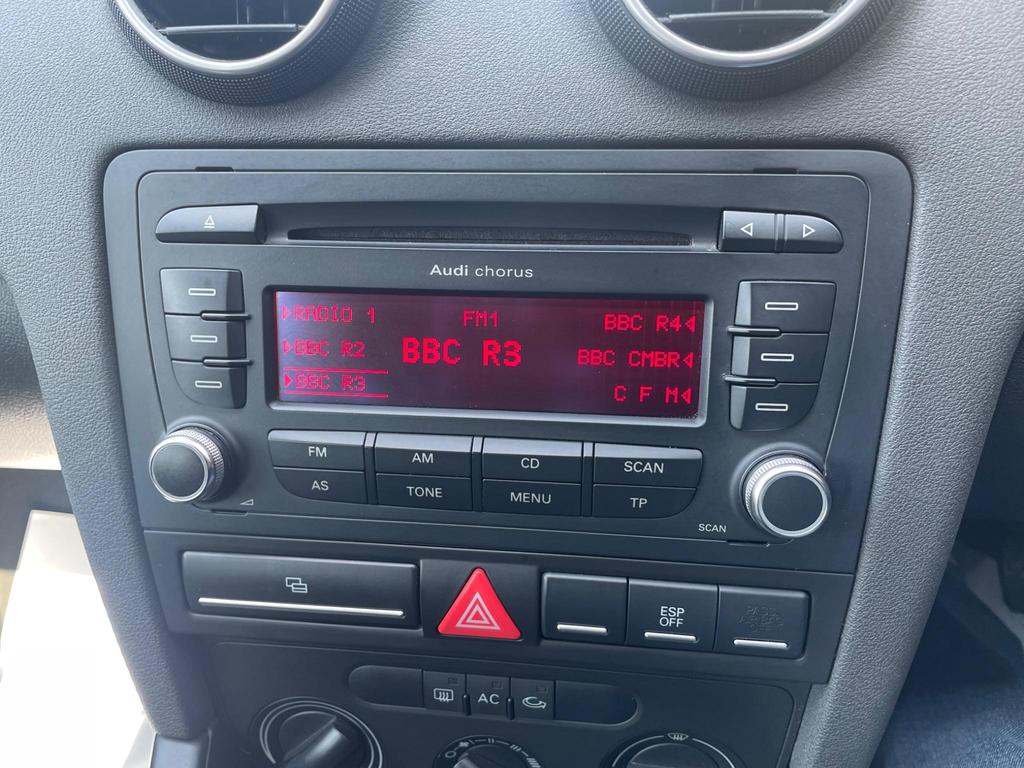 Audi chorus
RADIO 1 FM1 BBC R4
BBC R2 BBC R3 BBC CMBR
BBC R3 C F M
FM AM CD SCAN
AS TONE MENU TP
SCAN
ESP
OFF
AC